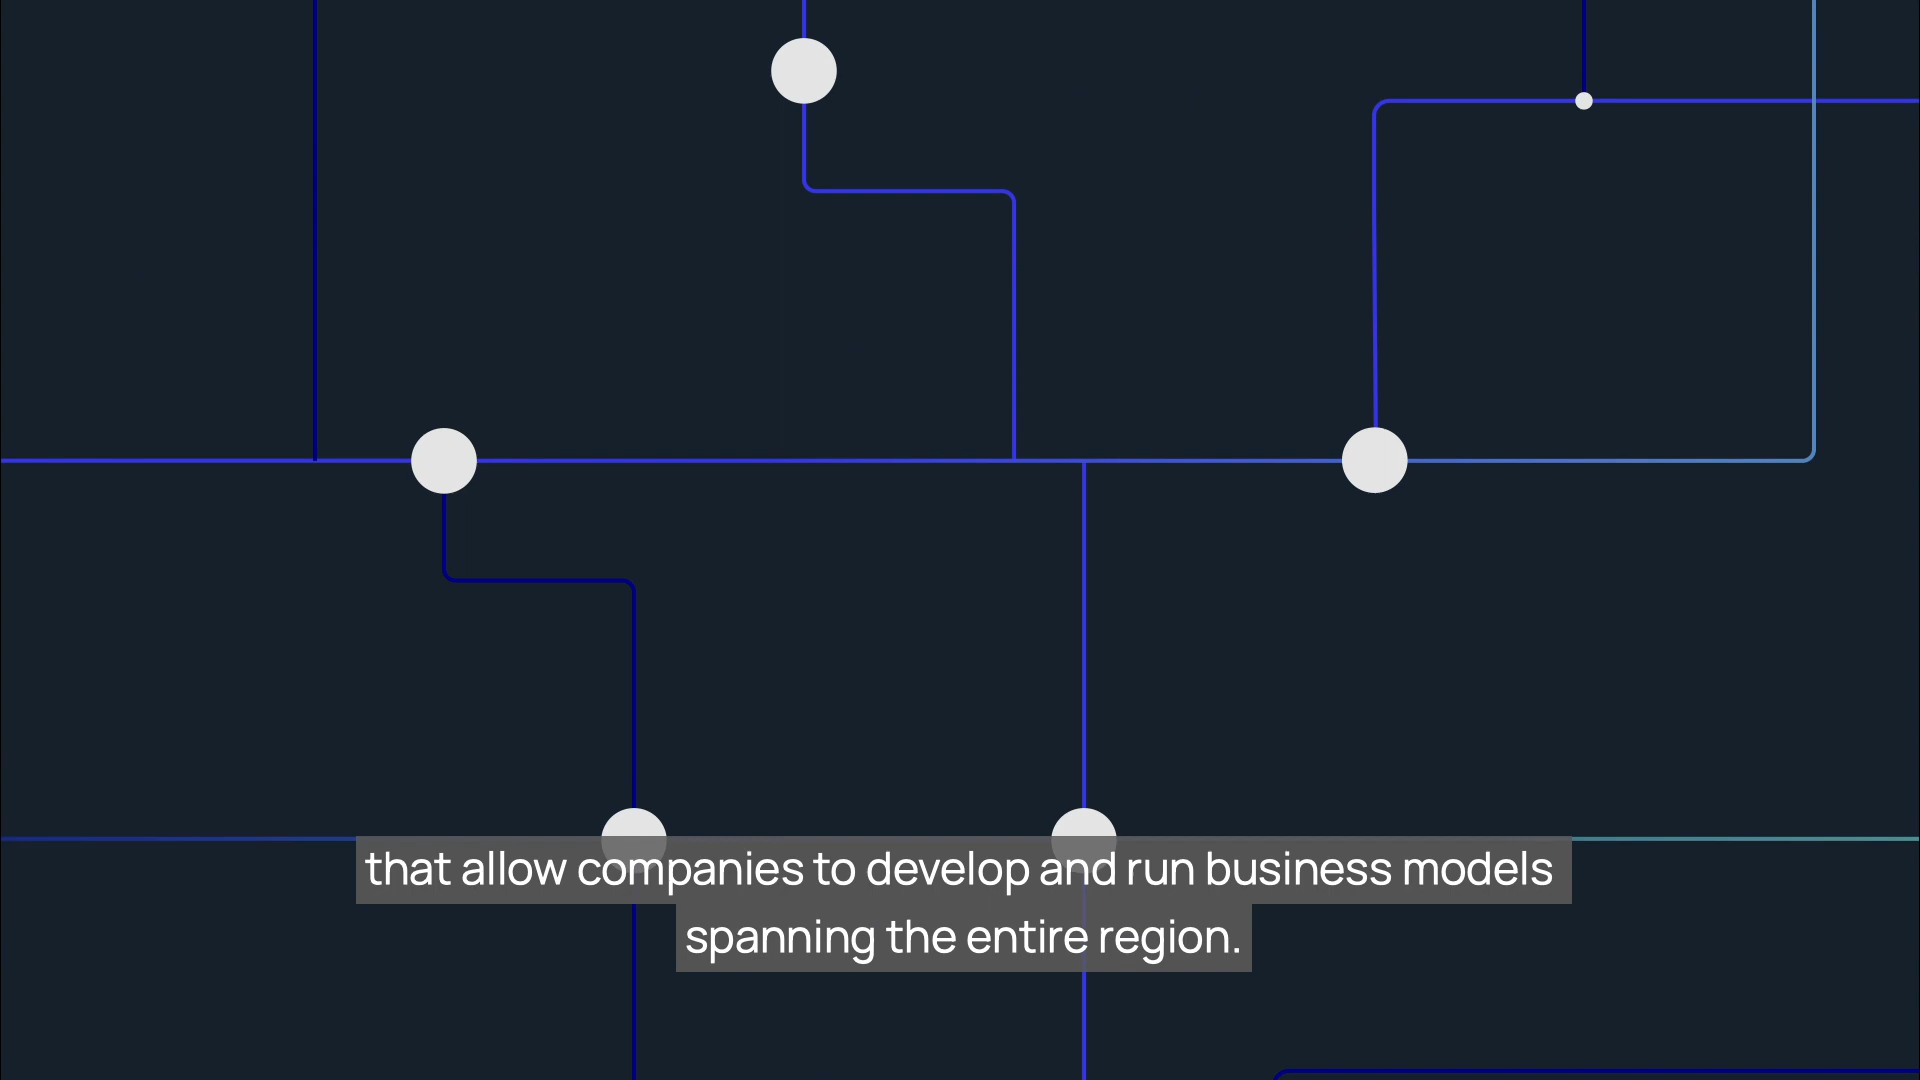 that allow companies to develop and run business models
spanning the entire region.